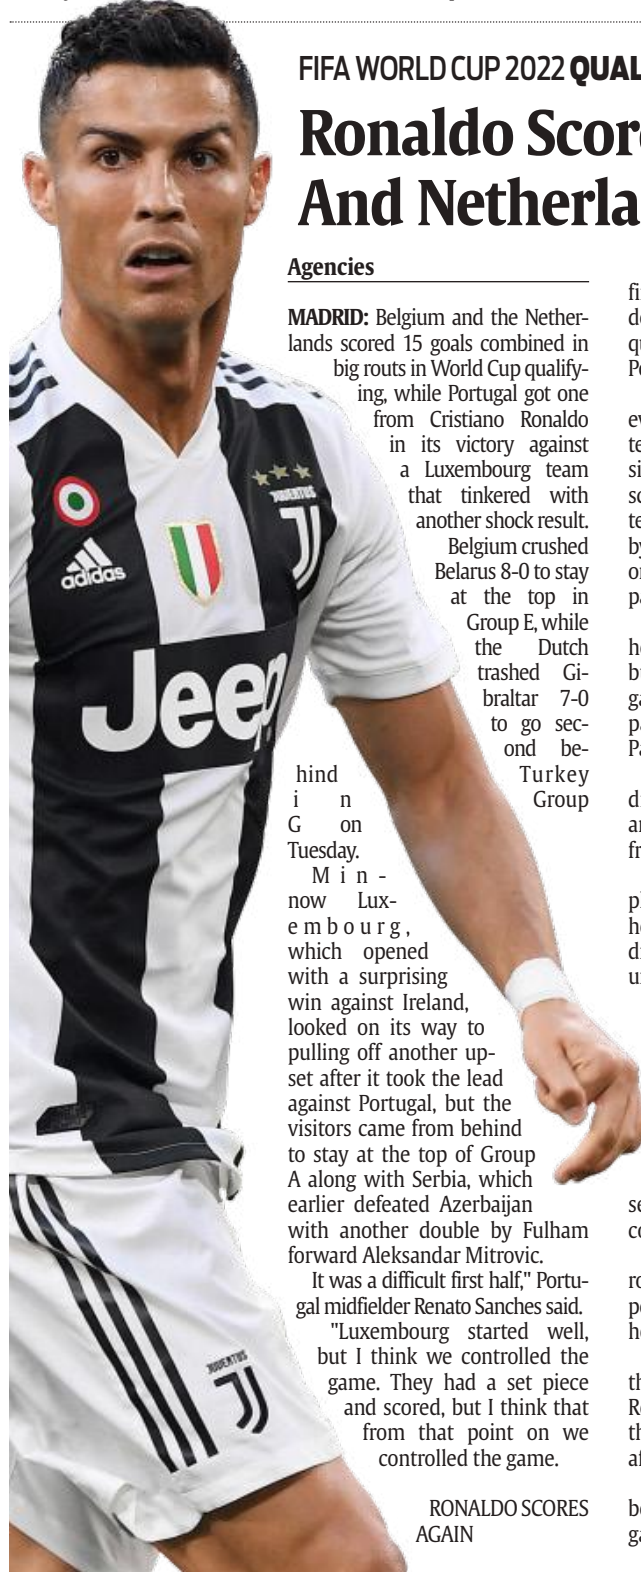 FIFA WORLD CUP 2022 QUAL
Ronaldo Scor
And Netherla
Agencies
MADRID: Belgium and the Nether-
lands scored 15 goals combined in
big routs in World Cup qualify-
ing, while Portugal got one
from Cristiano Ronaldo
in its victory against
a Luxembourg team
that tinkered with
another shock result.
Belgium crushed
Belarus 8-0 to stay
at the top in
Group E, while
the Dutch
trashed Gi-
braltar 7-0
to go sec-
ond be-
hind Turkey
in Group
G on
Tuesday.
Min-
now Lux-
embourg,
which opened
with a surprising
win against Ireland,
looked on its way to
pulling off another up-
set after it took the lead
against Portugal, but the
visitors came from behind
to stay at the top of Group
A along with Serbia, which
earlier defeated Azerbaijan
with another double by Fulham
forward Aleksandar Mitrovic.
It was a difficult first half," Portu-
gal midfielder Renato Sanches said.
"Luxembourg started well,
but I think we controlled the
game. They had a set piece
and scored, but I think that
from that point on we
controlled the game.
RONALDO SCORES
AGAIN
JUVENTUS
adidas
Jeep
JUVENTUS